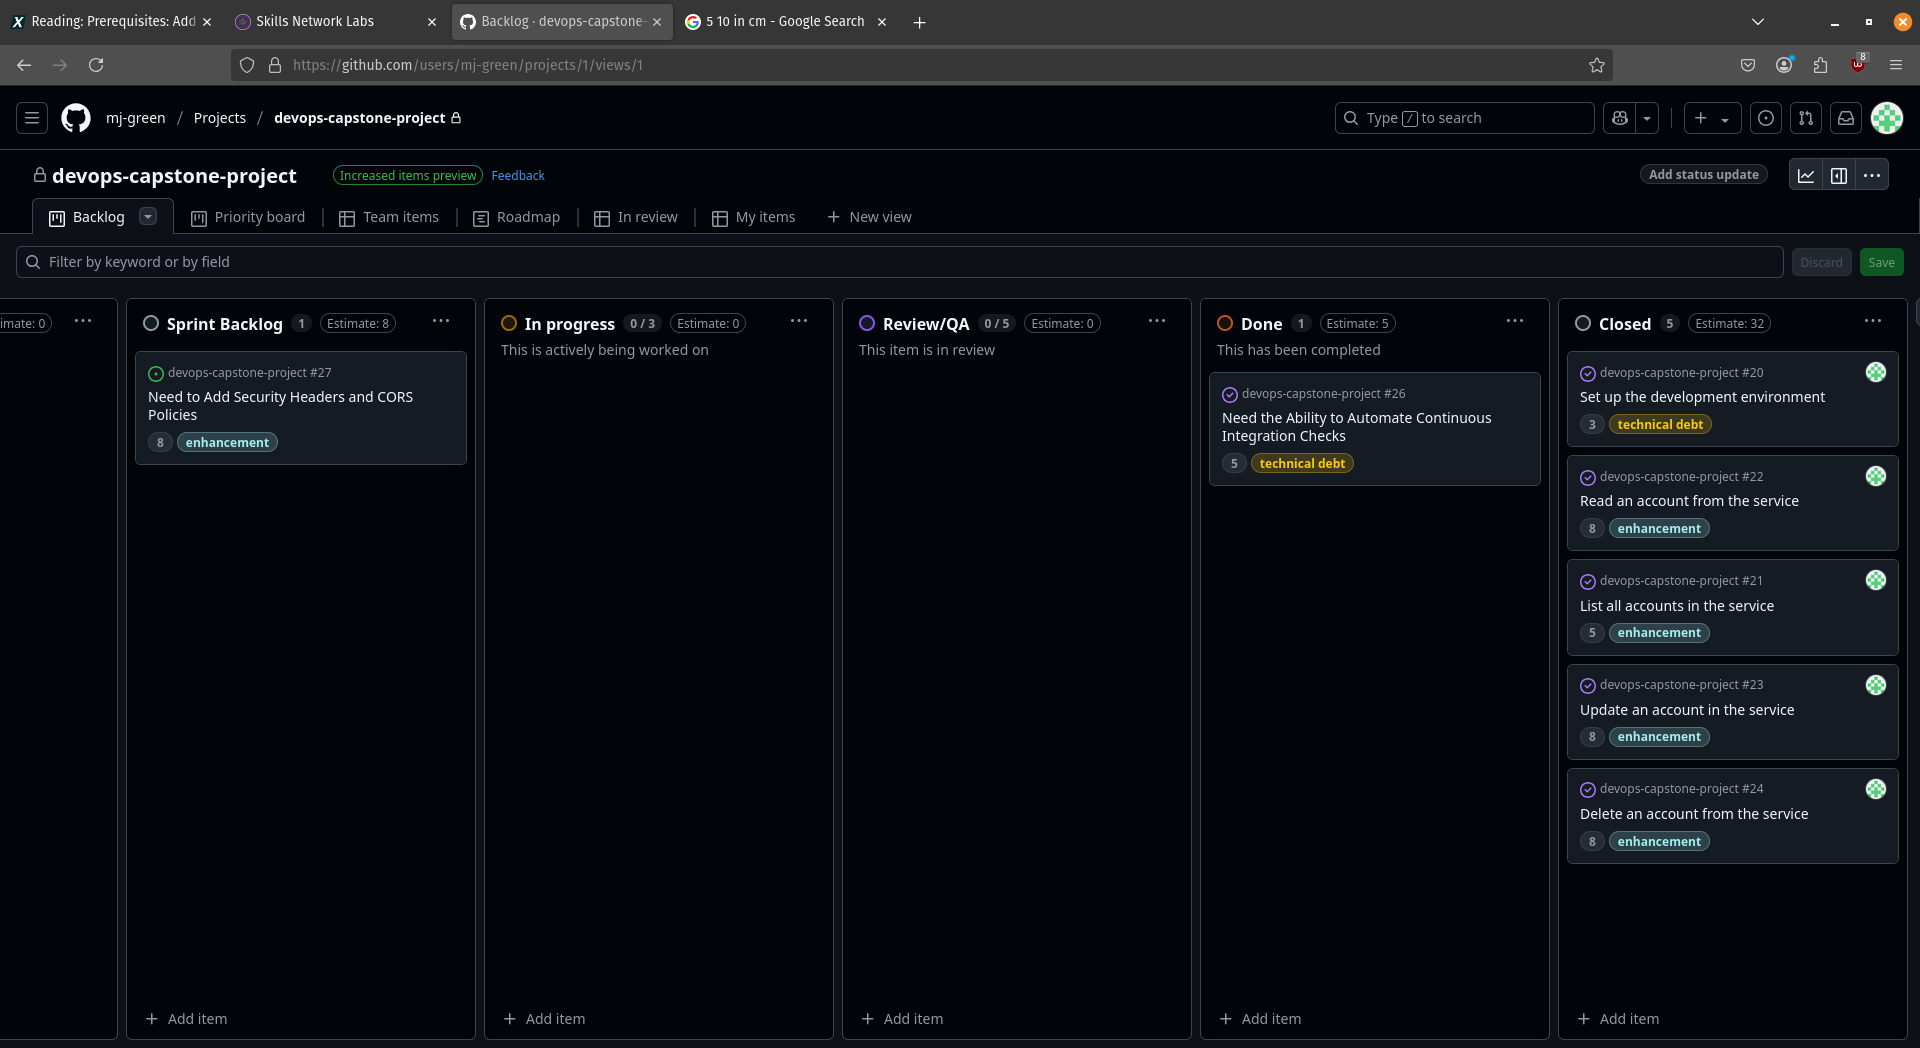 Reading: Prerequisites: Add
Skills Network Labs
Backlog · devops-capstone-
5 10 in cm - Google Search
https://github.com/users/mj-green/projects/1/views/1
8
mj-green / Projects / devops-capstone-project
Type / to search
devops-capstone-project
Increased items preview
Feedback
Add status update
Backlog
Priority board
Team items
Roadmap
In review
My items
New view
Filter by keyword or by field
Discard
Save
imate: 0
Sprint Backlog 1 Estimate: 8
devops-capstone-project #27
Need to Add Security Headers and CORS
Policies
8 enhancement
Add item
In progress 0 / 3 Estimate: 0
This is actively being worked on
Add item
Review/QA 0 / 5 Estimate: 0
This item is in review
Add item
Done 1 Estimate: 5
This has been completed
devops-capstone-project #26
Need the Ability to Automate Continuous
Integration Checks
5 technical debt
Add item
Closed 5 Estimate: 32
devops-capstone-project #20
Set up the development environment
3 technical debt
devops-capstone-project #22
Read an account from the service
8 enhancement
devops-capstone-project #21
List all accounts in the service
5 enhancement
devops-capstone-project #23
Update an account in the service
8 enhancement
devops-capstone-project #24
Delete an account from the service
8 enhancement
Add item